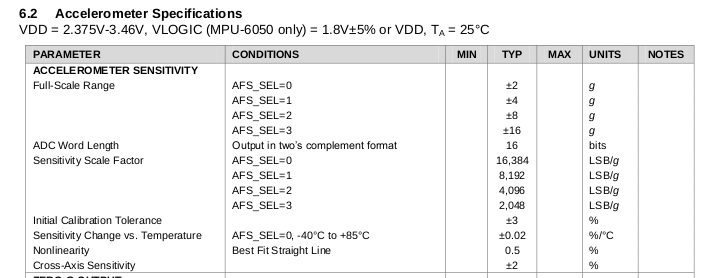 6.2 Accelerometer Specifications
VDD = 2.375V-3.46V, VLOGIC (MPU-6050 only) = 1.8V±5% or VDD, TA = 25°C
PARAMETER CONDITIONS MIN TYP MAX UNITS NOTES
ACCELEROMETER SENSITIVITY
Full-Scale Range AFS_SEL=0 ±2 g
AFS_SEL=1 ±4 g
AFS_SEL=2 ±8 g
AFS_SEL=3 ±16 g
ADC Word Length Output in two's complement format 16 bits
Sensitivity Scale Factor AFS_SEL=0 16,384 LSB/g
AFS_SEL=1 8,192 LSB/g
AFS_SEL=2 4,096 LSB/g
AFS_SEL=3 2,048 LSB/g
Initial Calibration Tolerance ±3 %
Sensitivity Change vs. Temperature AFS_SEL=0, -40°C to +85°C ±0.02 %/°C
Nonlinearity Best Fit Straight Line 0.5 %
Cross-Axis Sensitivity ±2 %